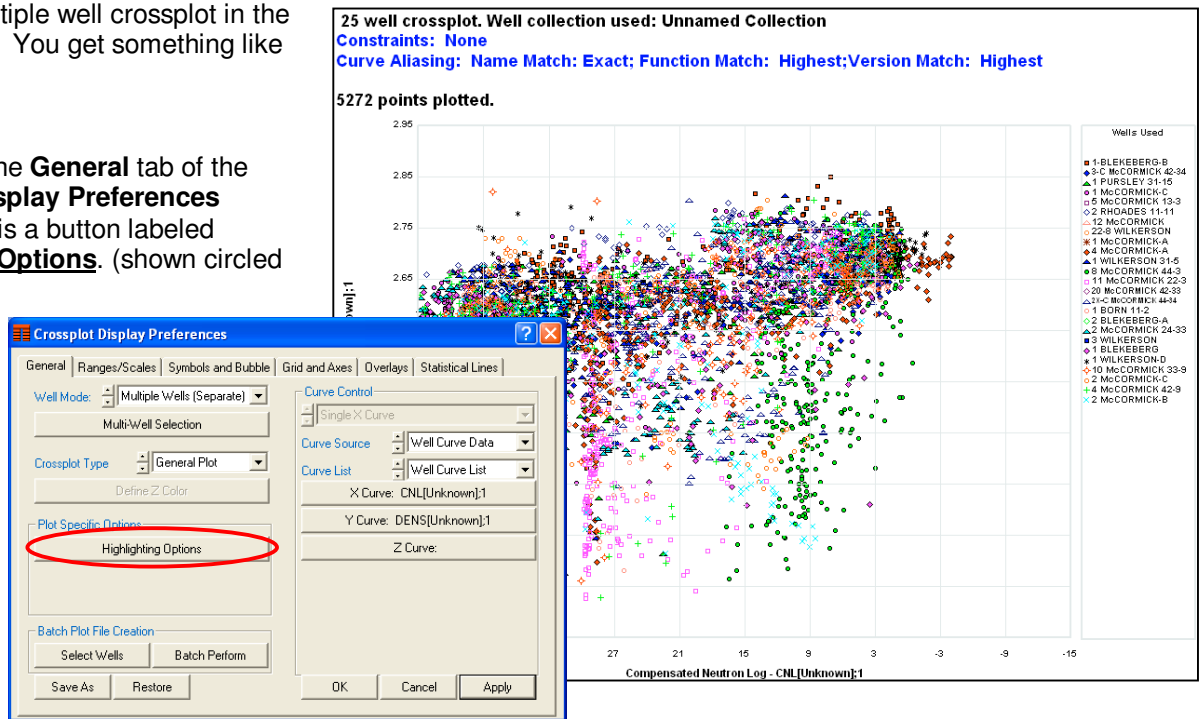 tiple well crossplot in the
You get something like
ne General tab of the
splay Preferences
is a button labeled
Options. (shown circled
25 well crossplot. Well collection used: Unnamed Collection
Constraints: None
Curve Aliasing: Name Match: Exact; Function Match: Highest;Version Match: Highest
5272 points plotted.
2.95
2.85
2.75
2.65
own];1
27 21 15 9 3 -3 -9 -15
Compensated Neutron Log - CNL[Unknown];1
Wells Used
1-BLEKEBERG-B
3-C McCORMICK 42-34
1 PURSLEY 31-15
1 McCORMICK-C
5 McCORMICK 13-3
2 RHOADES 11-11
12 McCORMICK
22-8 WILKERSON
1 McCORMICK-A
4 McCORMICK-A
1 WILKERSON 31-5
8 McCORMICK 44-3
11 McCORMICK 22-3
20 McCORMICK 42-33
2X-C McCORMICK 44-34
1 BORN 11-2
2 BLEKEBERG-A
2 McCORMICK 24-33
3 WILKERSON
1 BLEKEBERG
1 WILKERSON-D
10 McCORMICK 33-9
2 McCORMICK-C
4 McCORMICK 42-9
2 McCORMICK-B
Crossplot Display Preferences
General Ranges/Scales Symbols and Bubble Grid and Axes Overlays Statistical Lines
Well Mode: Multiple Wells (Separate)
Multi-Well Selection
Crossplot Type General Plot
Define Z Color
Plot Specific Options
Highlighting Options
Batch Plot File Creation
Select Wells Batch Perform
Save As Restore
Curve Control
Single X Curve
Curve Source Well Curve Data
Curve List Well Curve List
X Curve: CNL[Unknown];1
Y Curve: DENS[Unknown];1
Z Curve:
OK Cancel Apply